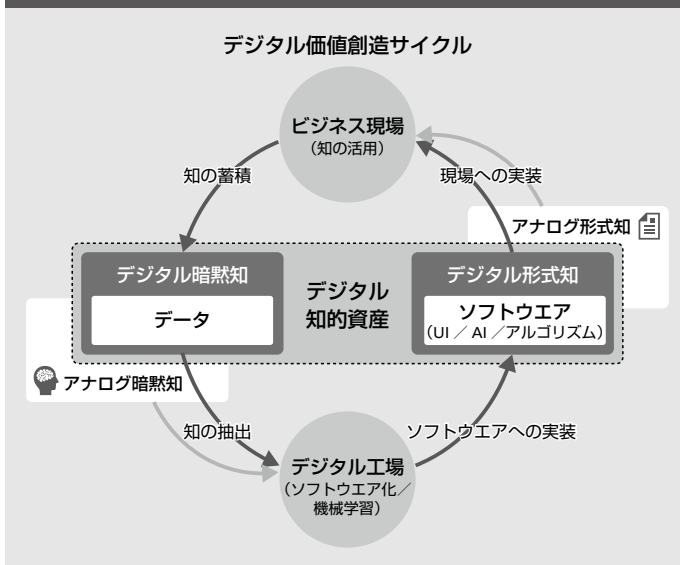 デジタル価値創造サイクル
ビジネス現場
（知の活用）
知の蓄積
現場への実装
アナログ形式知
デジタル暗黙知
データ
デジタル
知的資産
デジタル形式知
ソフトウエア
（UI／AI／アルゴリズム）
アナログ暗黙知
知の抽出
ソフトウエアへの実装
デジタル工場
（ソフトウエア化／
機械学習）